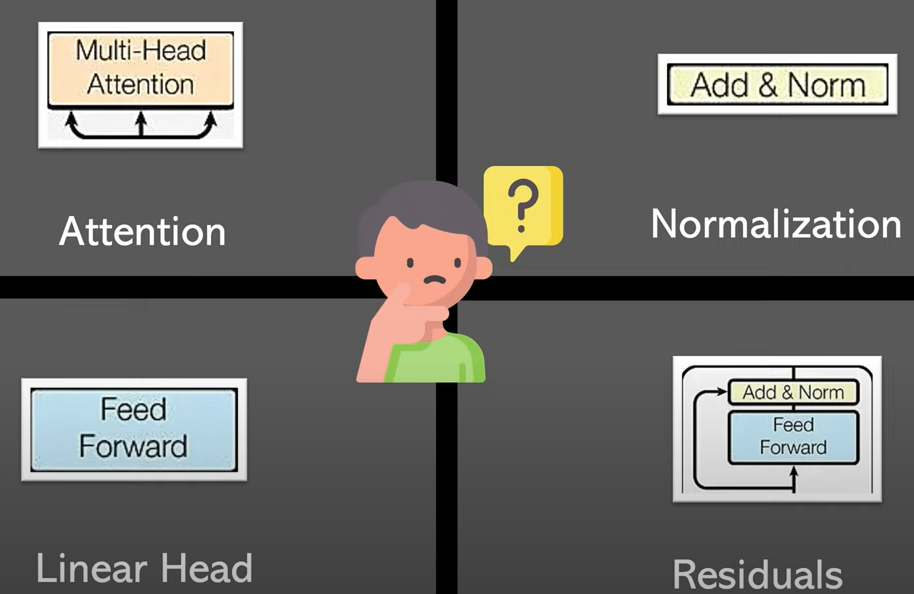 Multi-Head
Attention
Attention
Add & Norm
Normalization
?
Feed
Forward
Linear Head
Add & Norm
Feed
Forward
Residuals